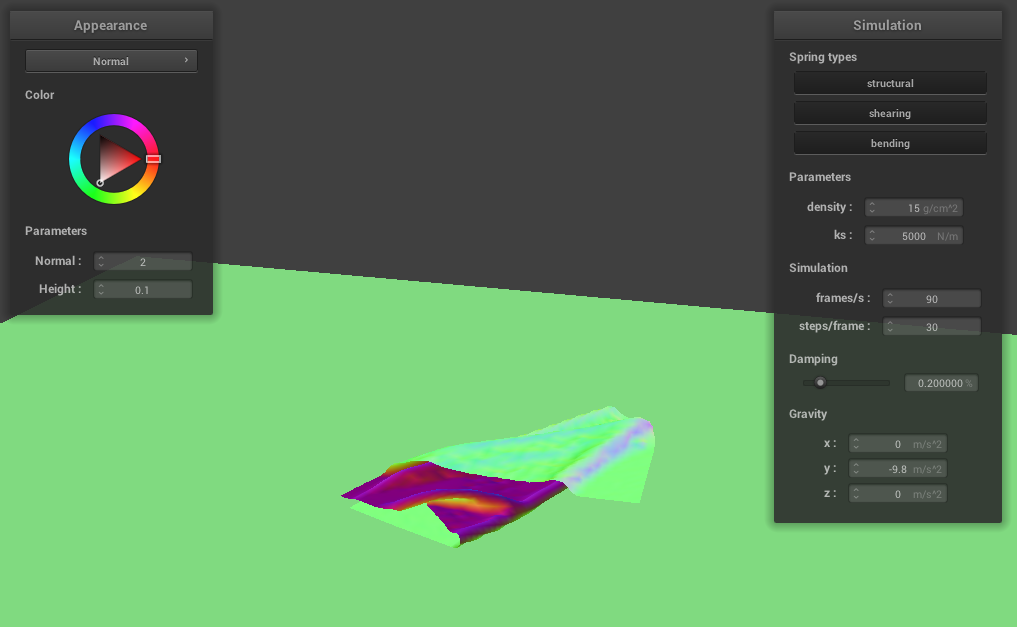 Appearance
Normal
Color
Parameters
Normal : 2
Height : 0.1
Simulation
Spring types
structural
shearing
bending
Parameters
density : 15 g/cm^2
ks : 5000 N/m
Simulation
frames/s : 90
steps/frame : 30
Damping
0.200000 %
Gravity
x : 0 m/s^2
y : -9.8 m/s^2
z : 0 m/s^2